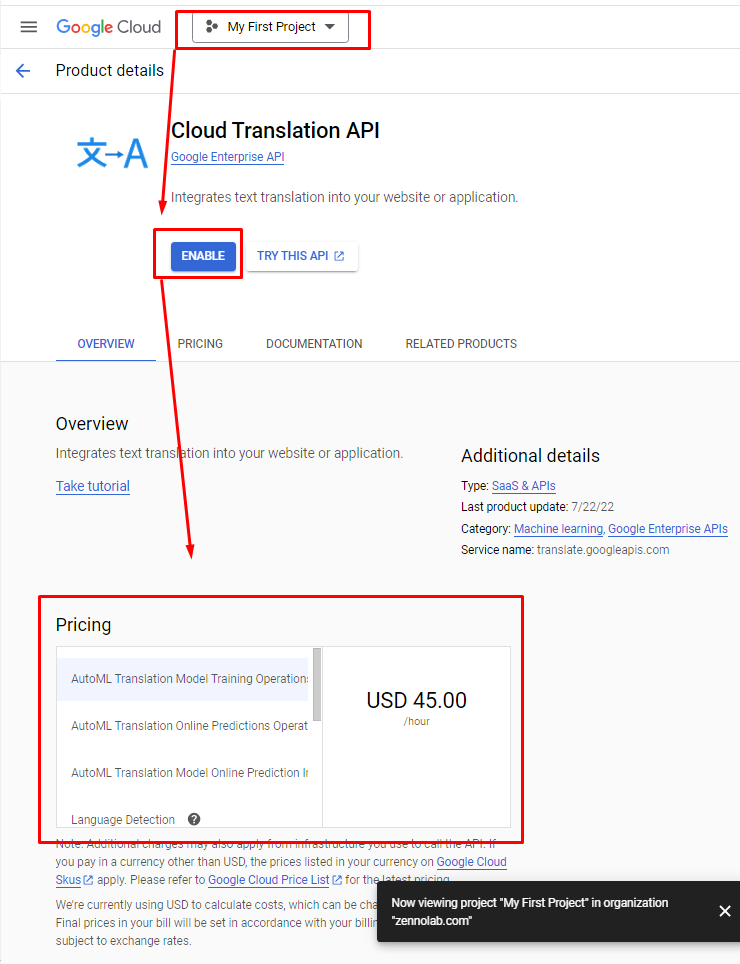 Google Cloud
My First Project
Product details
文→A
Cloud Translation API
Google Enterprise API
Integrates text translation into your website or application.
ENABLE
TRY THIS API
OVERVIEW
PRICING
DOCUMENTATION
RELATED PRODUCTS
Overview
Integrates text translation into your website or application.
Take tutorial
Additional details
Type: SaaS & APIs
Last product update: 7/22/22
Category: Machine learning, Google Enterprise APIs
Service name: translate.googleapis.com
Pricing
AutoML Translation Model Training Operations
AutoML Translation Online Predictions Operat
AutoML Translation Model Online Prediction
Language Detection ?
USD 45.00
/hour
Note: Additional charges may also apply from infrastructure you use to call the API. If
you pay in a currency other than USD, the prices listed in your currency on Google Cloud
Skus apply. Please refer to Google Cloud Price List for the latest pricing.
We're currently using USD to calculate costs, which can be
Final prices in your bill will be set in accordance with your
subject to exchange rates.
Now viewing project "My First Project" in organization
"zennolab.com"